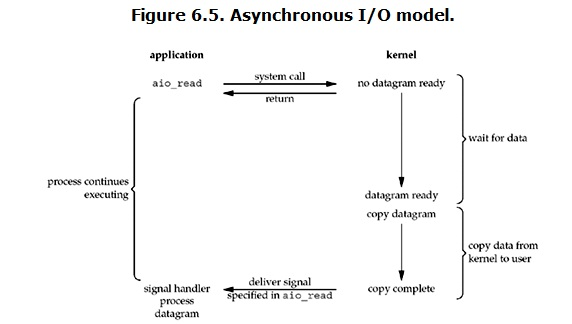 Figure 6.5. Asynchronous I/O model.
application
kernel
aio_read
system call
no datagram ready
return
wait for data
process continues
executing
datagram ready
copy datagram
copy data from
kernel to user
signal handler
process
datagram
deliver signal
specified in aio_read
copy complete